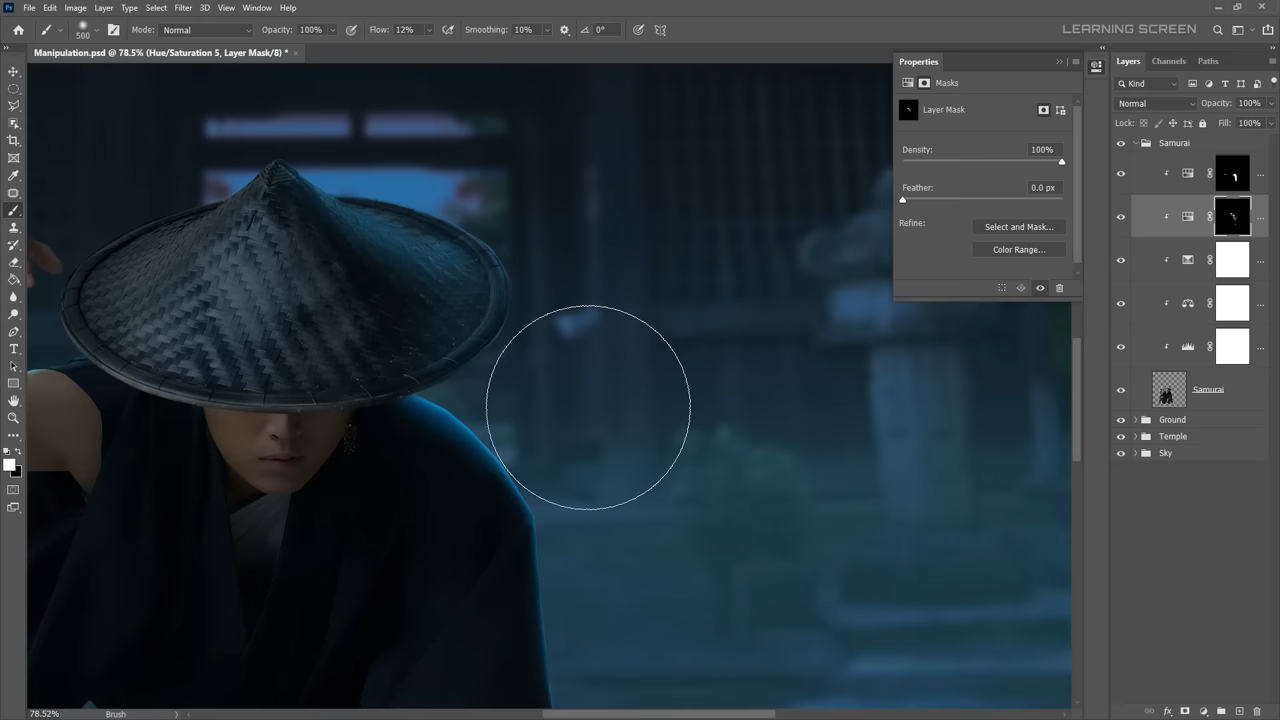 Ps File Edit Image Layer Type Select Filter 3D View Window Help
500 Mode: Normal Opacity: 100% Flow: 12% Smoothing: 10% 0° LEARNING SCREEN
Manipulation.psd @ 78.5% (Hue/Saturation 5, Layer Mask/8) * ×
Properties
Masks
Layer Mask
Density: 100%
Feather: 0.0 px
Refine: Select and Mask...
Color Range...
Layers Channels Paths
Kind
Normal Opacity: 100%
Lock: Fill: 100%
Samurai
Samurai
Ground
Temple
Sky
78.52% Brush